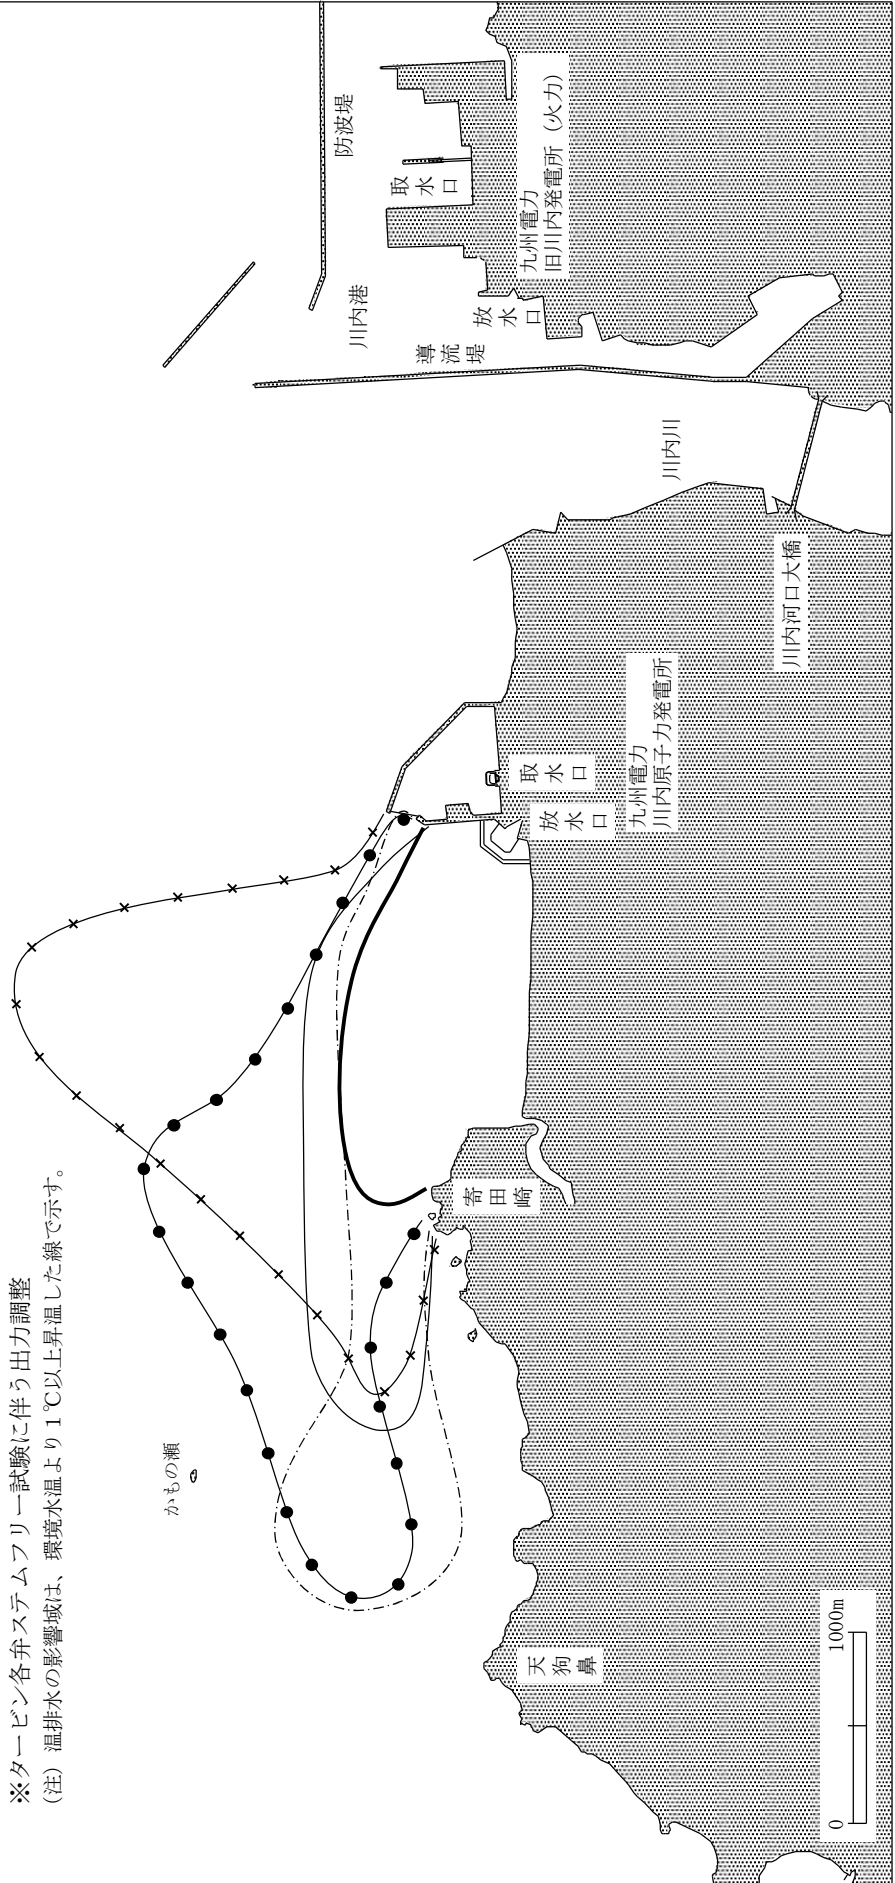 ※タービン各弁ステムフリー試験に伴う出力調整
(注) 温排水の影響域は、環境水温より1℃以上昇温した線で示す。
かもの瀬
天狗鼻
寄田崎
放水口
取水口
九州電力
川内原子力発電所
川内河口大橋
川内川
導流堤
川内港
放水口
九州電力
旧川内発電所（火力）
取水口
防波堤
0
1000m